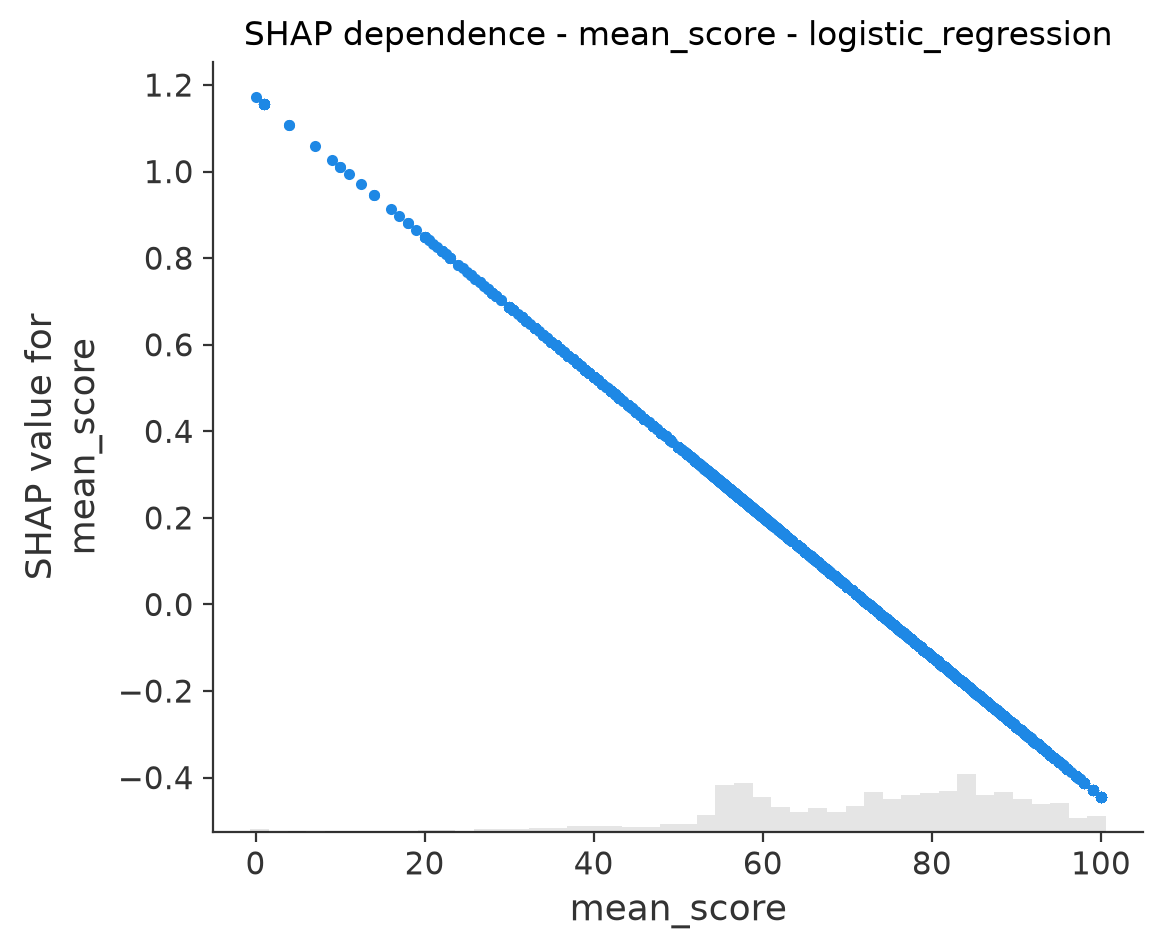 SHAP dependence - mean_score - logistic_regression
1.2
1.0
0.8
0.6
0.4
0.2
0.0
−0.2
−0.4
SHAP value for
mean_score
0 20 40 60 80 100
mean_score